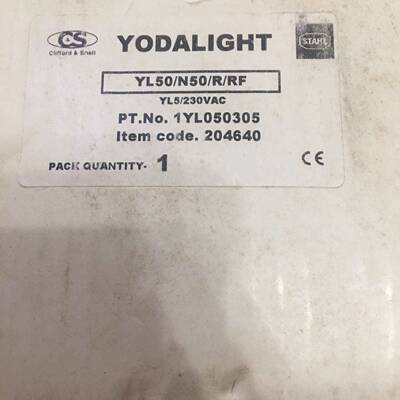 CS
Clifford & Snell
YODALIGHT
STAHL
YL50/N50/R/RF
YL5/230VAC
PT.No. 1YL050305
Item code. 204640
PACK QUANTITY- 1
CE